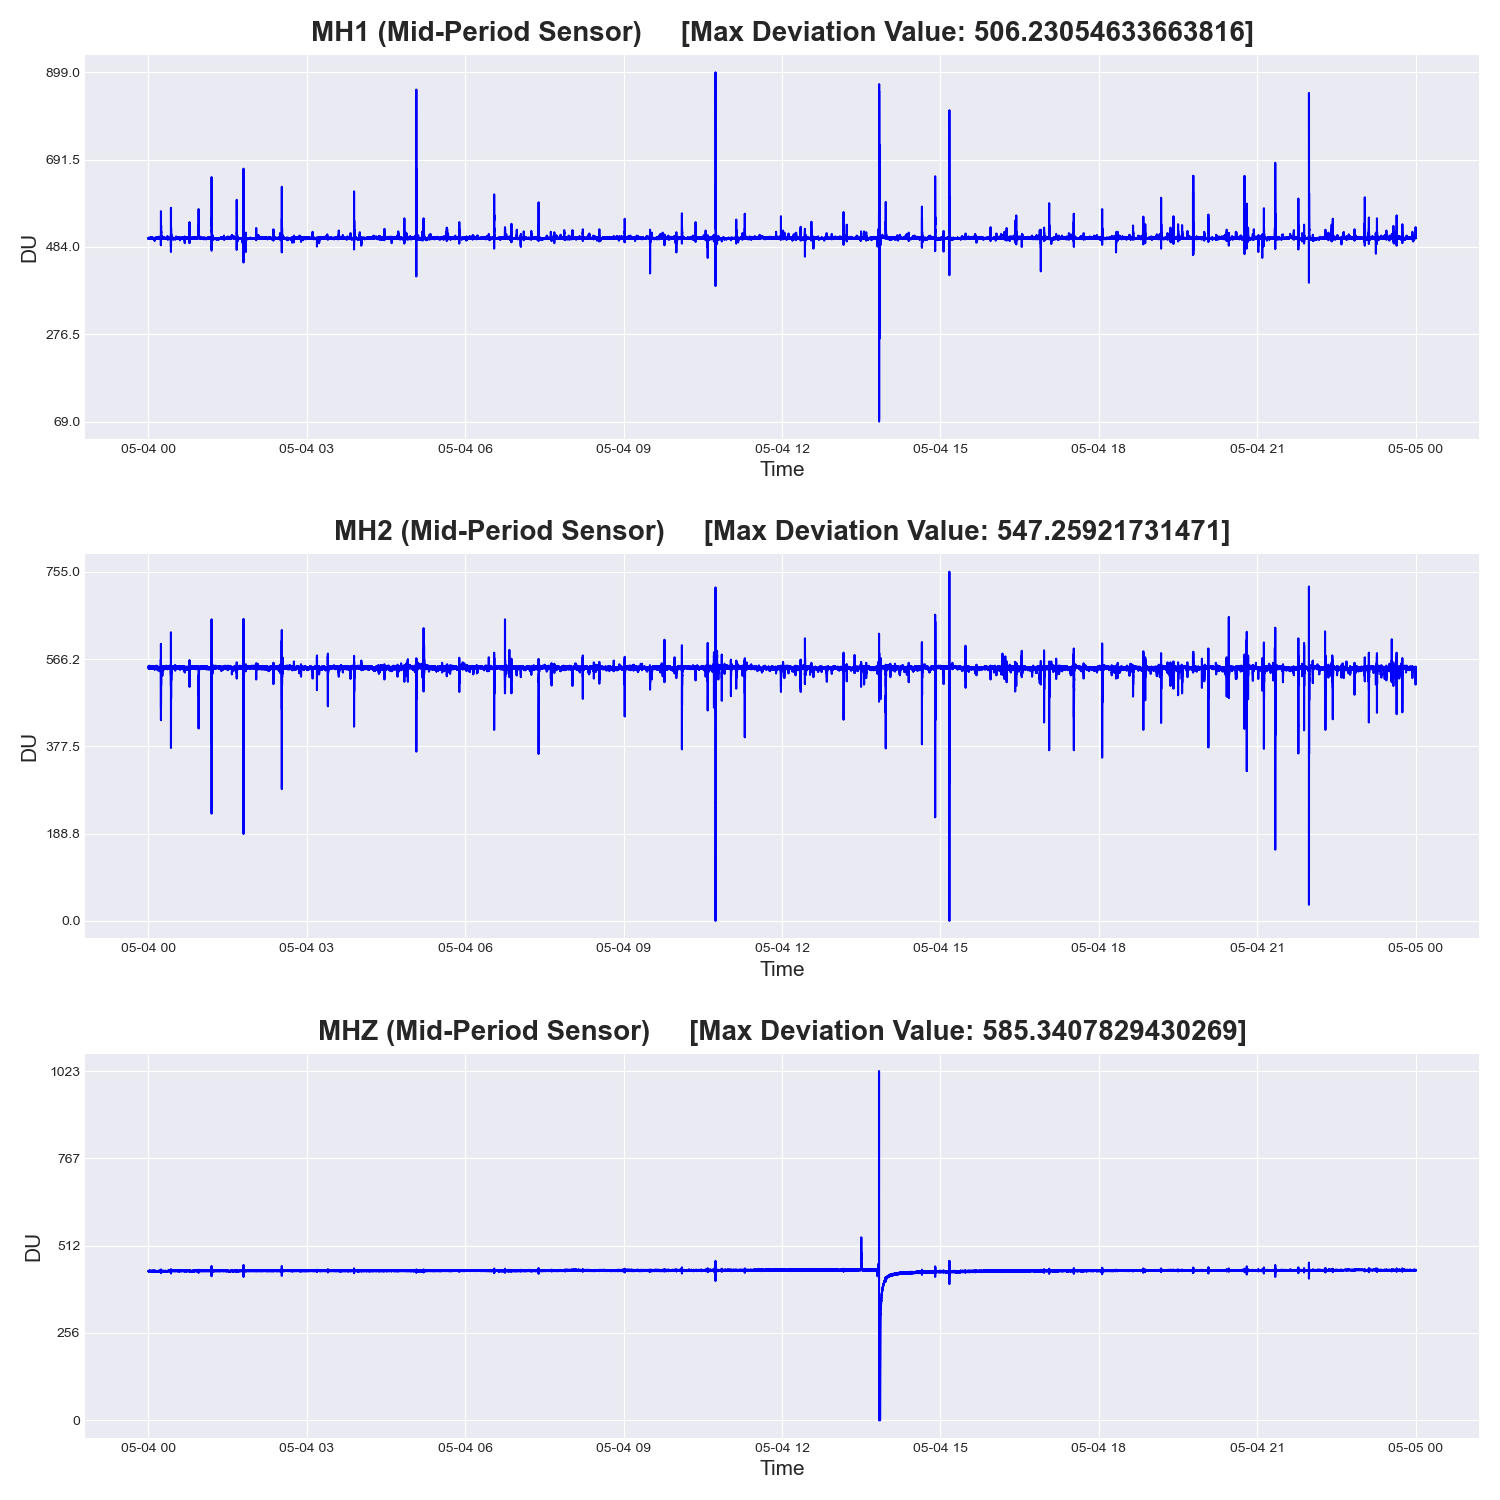 MH1 (Mid-Period Sensor) [Max Deviation Value: 506.23054633663816]
899.0
691.5
484.0
276.5
69.0
DU
05-04 00 05-04 03 05-04 06 05-04 09 05-04 12 05-04 15 05-04 18 05-04 21 05-05 00
Time
MH2 (Mid-Period Sensor) [Max Deviation Value: 547.25921731471]
755.0
566.2
377.5
188.8
0.0
DU
05-04 00 05-04 03 05-04 06 05-04 09 05-04 12 05-04 15 05-04 18 05-04 21 05-05 00
Time
MHZ (Mid-Period Sensor) [Max Deviation Value: 585.3407829430269]
1023
767
512
256
0
DU
05-04 00 05-04 03 05-04 06 05-04 09 05-04 12 05-04 15 05-04 18 05-04 21 05-05 00
Time